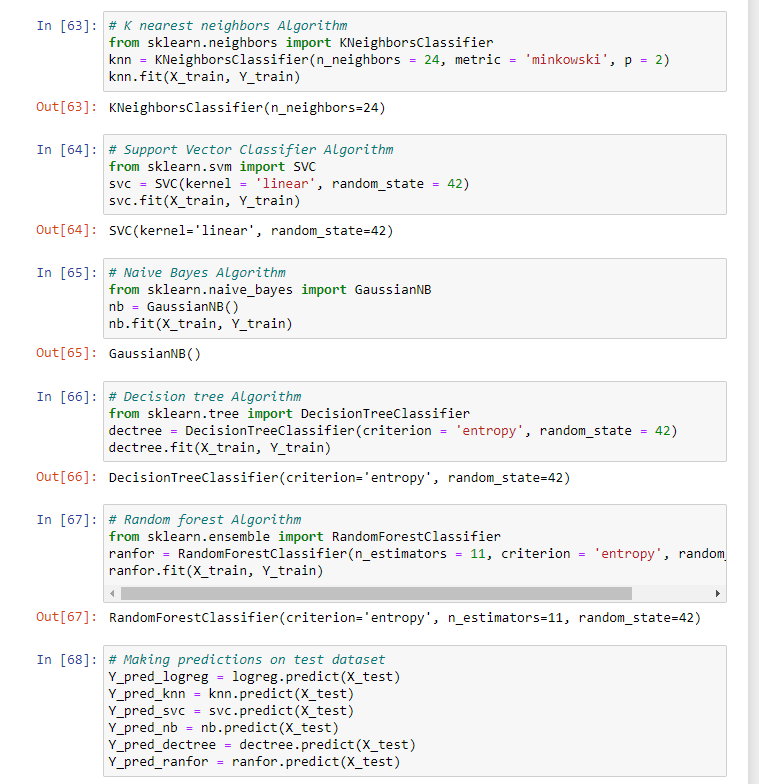 In [63]: # K nearest neighbors Algorithm
from sklearn.neighbors import KNeighborsClassifier
knn = KNeighborsClassifier(n_neighbors = 24, metric = 'minkowski', p = 2)
knn.fit(X_train, Y_train)
Out[63]: KNeighborsClassifier(n_neighbors=24)
In [64]: # Support Vector Classifier Algorithm
from sklearn.svm import SVC
svc = SVC(kernel = 'linear', random_state = 42)
svc.fit(X_train, Y_train)
Out[64]: SVC(kernel='linear', random_state=42)
In [65]: # Naive Bayes Algorithm
from sklearn.naive_bayes import GaussianNB
nb = GaussianNB()
nb.fit(X_train, Y_train)
Out[65]: GaussianNB()
In [66]: # Decision tree Algorithm
from sklearn.tree import DecisionTreeClassifier
dectree = DecisionTreeClassifier(criterion = 'entropy', random_state = 42)
dectree.fit(X_train, Y_train)
Out[66]: DecisionTreeClassifier(criterion='entropy', random_state=42)
In [67]: # Random forest Algorithm
from sklearn.ensemble import RandomForestClassifier
ranfor = RandomForestClassifier(n_estimators = 11, criterion = 'entropy', random_
ranfor.fit(X_train, Y_train)
Out[67]: RandomForestClassifier(criterion='entropy', n_estimators=11, random_state=42)
In [68]: # Making predictions on test dataset
Y_pred_logreg = logreg.predict(X_test)
Y_pred_knn = knn.predict(X_test)
Y_pred_svc = svc.predict(X_test)
Y_pred_nb = nb.predict(X_test)
Y_pred_dectree = dectree.predict(X_test)
Y_pred_ranfor = ranfor.predict(X_test)